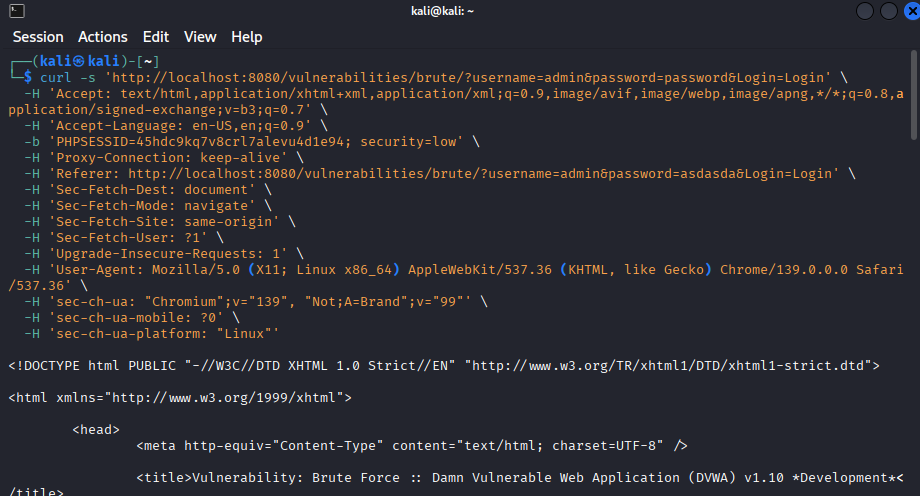 kali@kali: ~
Session Actions Edit View Help
┌──(kali㉿kali)-[~]
└─$ curl -s 'http://localhost:8080/vulnerabilities/brute/?username=admin&password=password&Login=Login' \
-H 'Accept: text/html,application/xhtml+xml,application/xml;q=0.9,image/avif,image/webp,image/apng,*/*;q=0.8,a
pplication/signed-exchange;v=b3;q=0.7' \
-H 'Accept-Language: en-US,en;q=0.9' \
-b 'PHPSESSID=45hdc9kq7v8crl7alevu4d1e94; security=low' \
-H 'Proxy-Connection: keep-alive' \
-H 'Referer: http://localhost:8080/vulnerabilities/brute/?username=admin&password=asdasda&Login=Login' \
-H 'Sec-Fetch-Dest: document' \
-H 'Sec-Fetch-Mode: navigate' \
-H 'Sec-Fetch-Site: same-origin' \
-H 'Sec-Fetch-User: ?1' \
-H 'Upgrade-Insecure-Requests: 1' \
-H 'User-Agent: Mozilla/5.0 (X11; Linux x86_64) AppleWebKit/537.36 (KHTML, like Gecko) Chrome/139.0.0.0 Safari
/537.36' \
-H 'sec-ch-ua: "Chromium";v="139", "Not;A=Brand";v="99"' \
-H 'sec-ch-ua-mobile: ?0' \
-H 'sec-ch-ua-platform: "Linux"'
<!DOCTYPE html PUBLIC "-//W3C//DTD XHTML 1.0 Strict//EN" "http://www.w3.org/TR/xhtml1/DTD/xhtml1-strict.dtd">
<html xmlns="http://www.w3.org/1999/xhtml">
<head>
<meta http-equiv="Content-Type" content="text/html; charset=UTF-8" />
<title>Vulnerability: Brute Force :: Damn Vulnerable Web Application (DVWA) v1.10 *Development*<
/title>